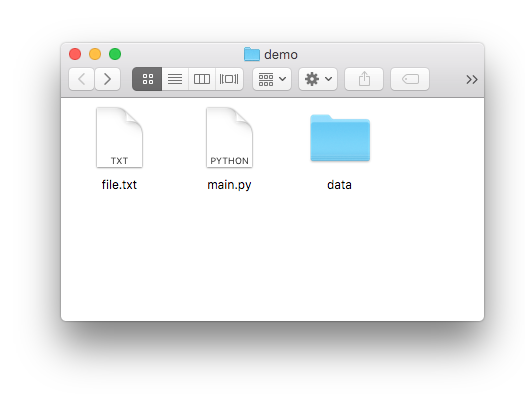 demo
TXT
PYTHON
file.txt
main.py
data